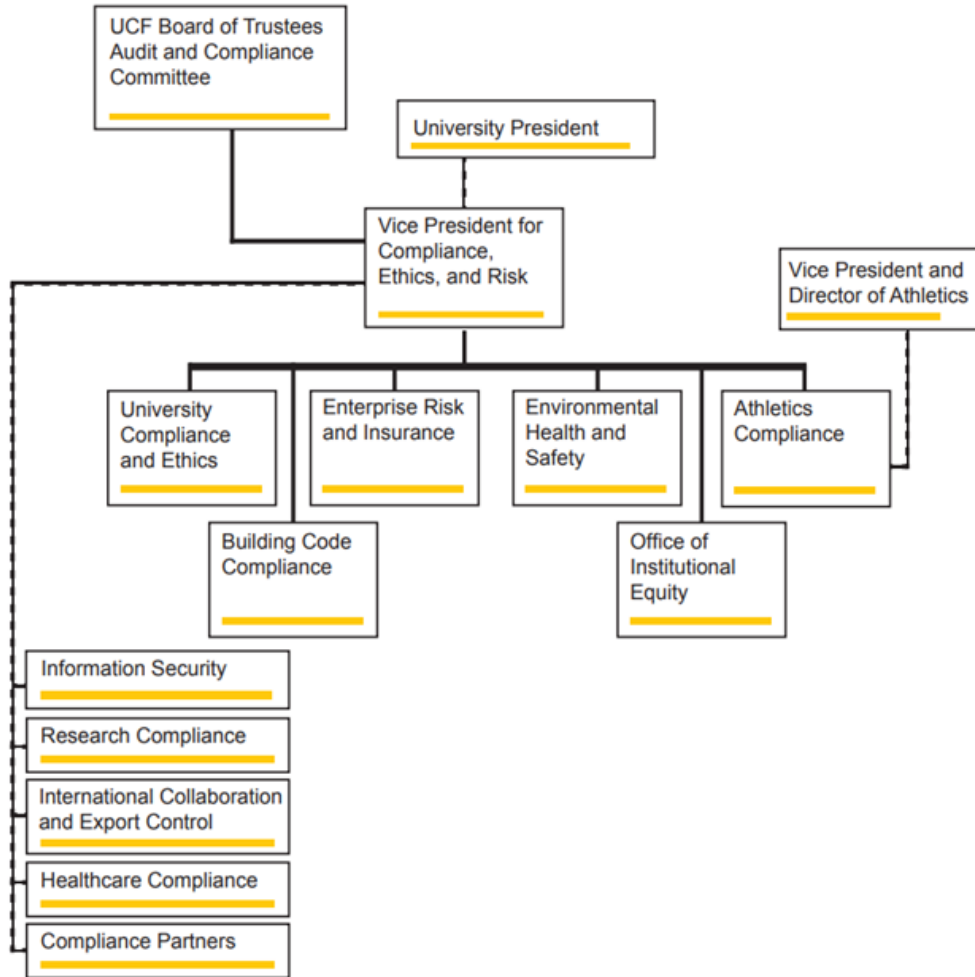 UCF Board of Trustees
Audit and Compliance
Committee
University President
Vice President for
Compliance,
Ethics, and Risk
Vice President and
Director of Athletics
University
Compliance
and Ethics
Enterprise Risk
and Insurance
Environmental
Health and
Safety
Athletics
Compliance
Building Code
Compliance
Office of
Institutional
Equity
Information Security
Research Compliance
International Collaboration
and Export Control
Healthcare Compliance
Compliance Partners